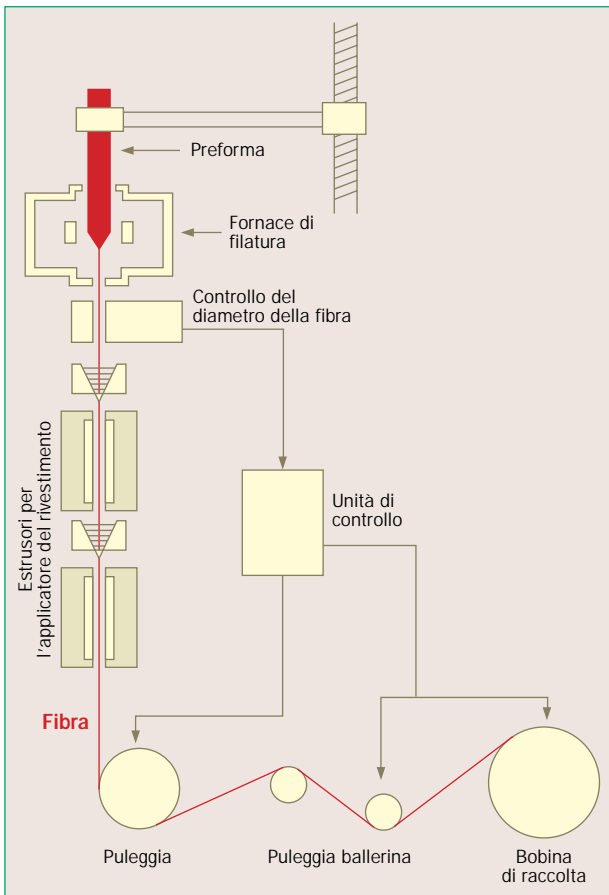 Preforma
Fornace di
filatura
Controllo del
diametro della fibra
Estrusori per
l'applicatore del rivestimento
Unità di
controllo
Fibra
Puleggia
Puleggia ballerina
Bobina
di raccolta